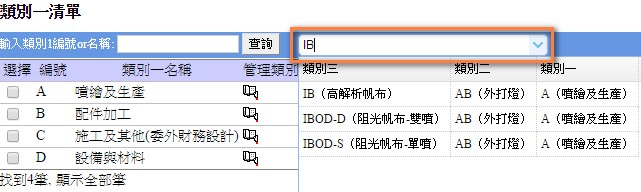 類別一清單
輸入類別1編號or名稱: 查詢 IB
選擇 編號 類別一名稱 管理類別
A 噴繪及生產
B 配件加工
C 施工及其他(委外財務設計)
D 設備與材料
找到4筆, 顯示全部筆
類別三 類別二 類別一
IB（高解析帆布） AB（外打燈） A（噴繪及生產）
IBOD-D（阻光帆布-雙噴） AB（外打燈） A（噴繪及生產）
IBOD-S（阻光帆布-單噴） AB（外打燈） A（噴繪及生產）